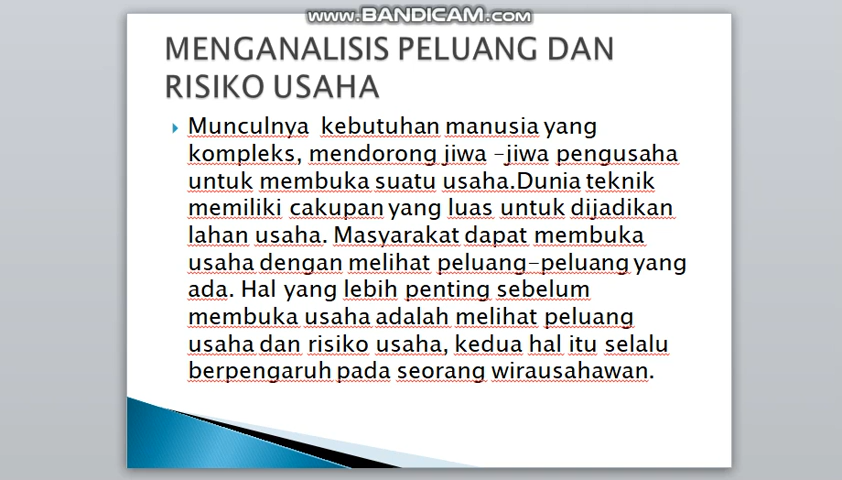 www.BANDICAM.com
MENGANALISIS PELUANG DAN
RISIKO USAHA
Munculnya kebutuhan manusia yang
kompleks, mendorong jiwa -jiwa pengusaha
untuk membuka suatu usaha.Dunia teknik
memiliki cakupan yang luas untuk dijadikan
lahan usaha. Masyarakat dapat membuka
usaha dengan melihat peluang-peluang yang
ada. Hal yang lebih penting sebelum
membuka usaha adalah melihat peluang
usaha dan risiko usaha, kedua hal itu selalu
berpengaruh pada seorang wirausahawan.